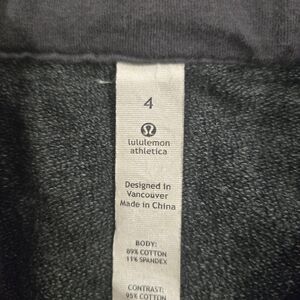 4
lululemon
athletica
Designed in
Vancouver
Made in China
BODY:
89% COTTON
11% SPANDEX
CONTRAST:
95% COTTON